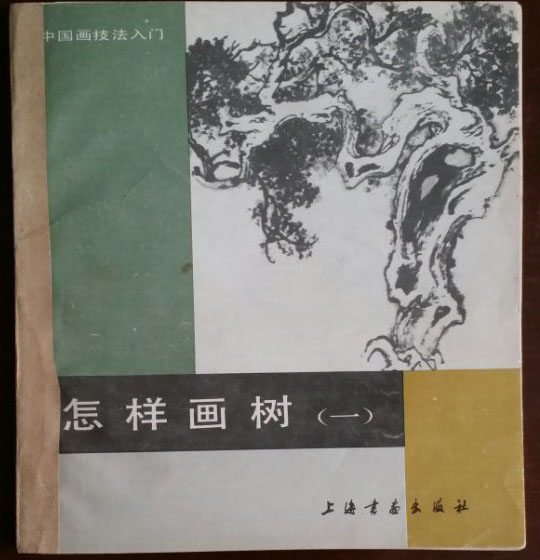 中国画技法入门
怎样画树（一）
上海书画出版社